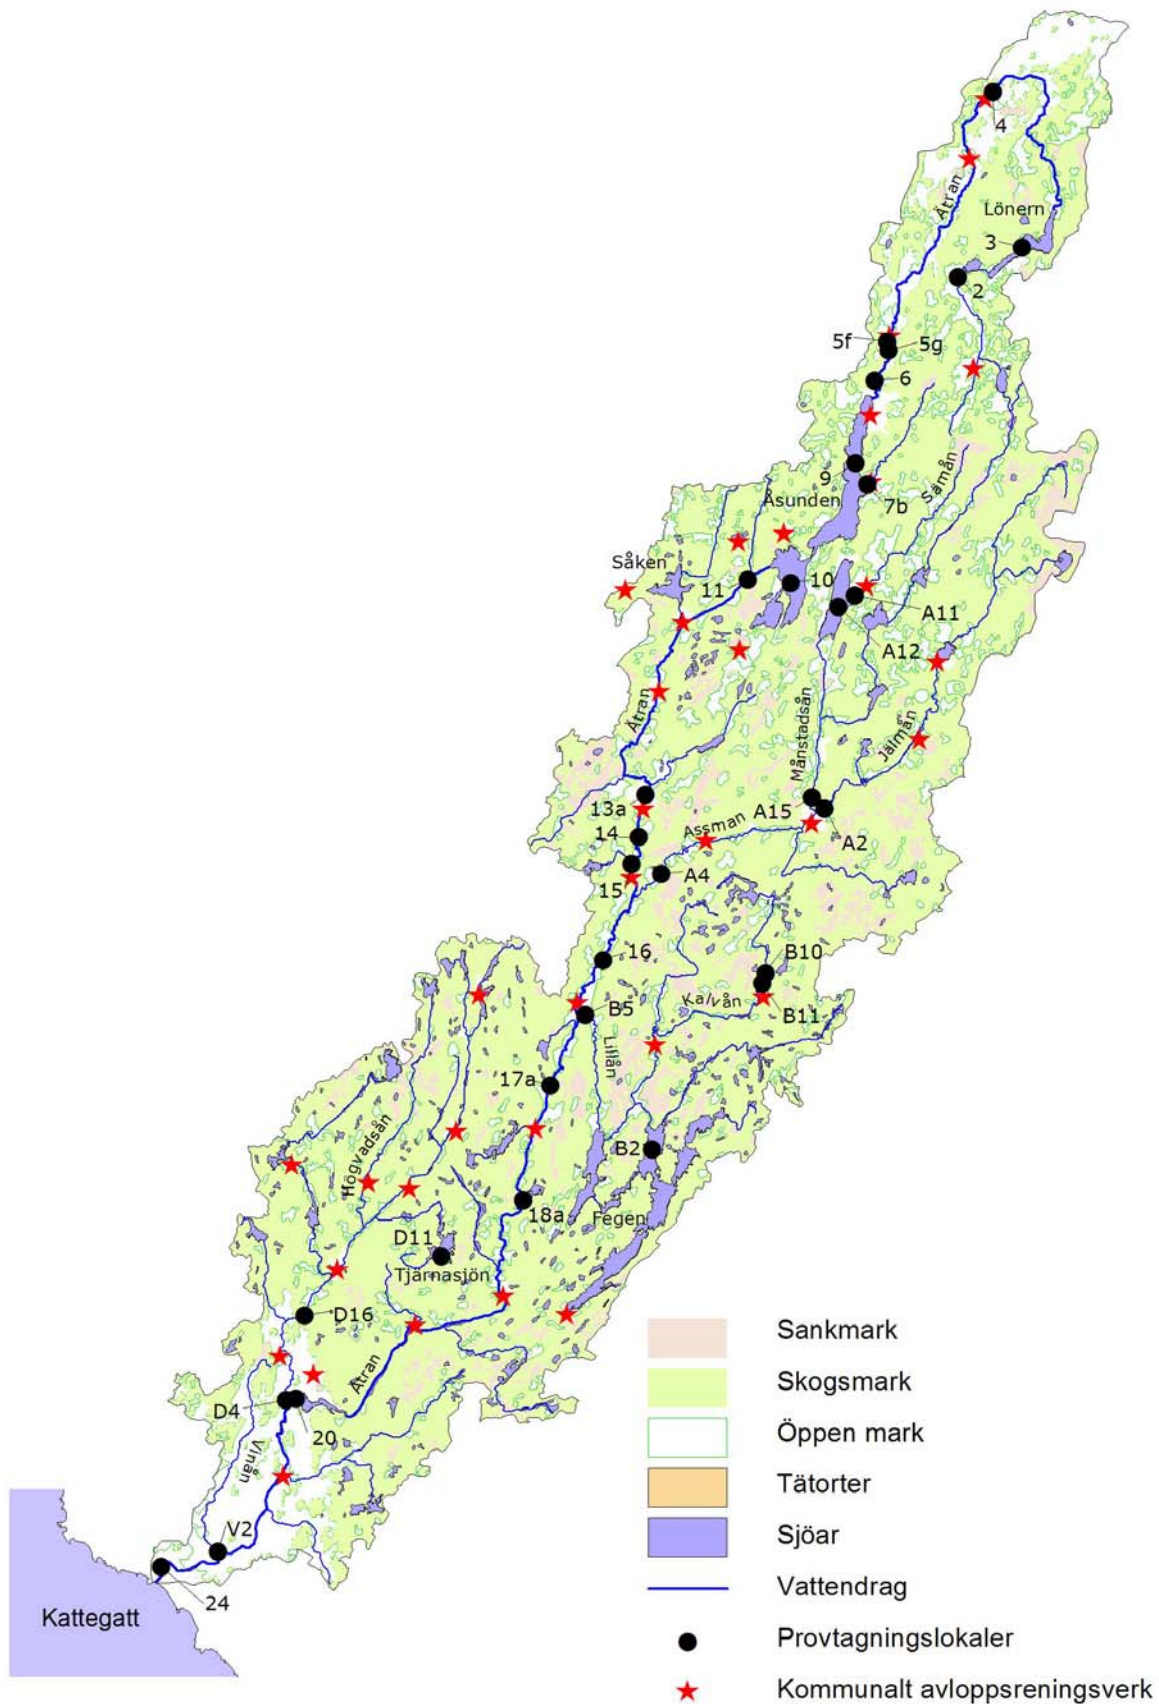 4
Ätran
Lönern
3
2
5f
5g
6
9
Åsunden
7b
Sämån
Såken
11
10
A11
A12
Ätran
Månstadsån
Jälmån
13a
A15
Assman
14
A2
15
A4
16
B10
Kalvån
B11
B5
Lillån
17a
Högvadsån
B2
18a
Fegen
D11
Tjärnasjön
D16
Ätran
D4
20
Vinån
V2
24
Kattegatt
Sankmark
Skogsmark
Öppen mark
Tätorter
Sjöar
Vattendrag
Provtagningslokaler
Kommunalt avloppsreningsverk